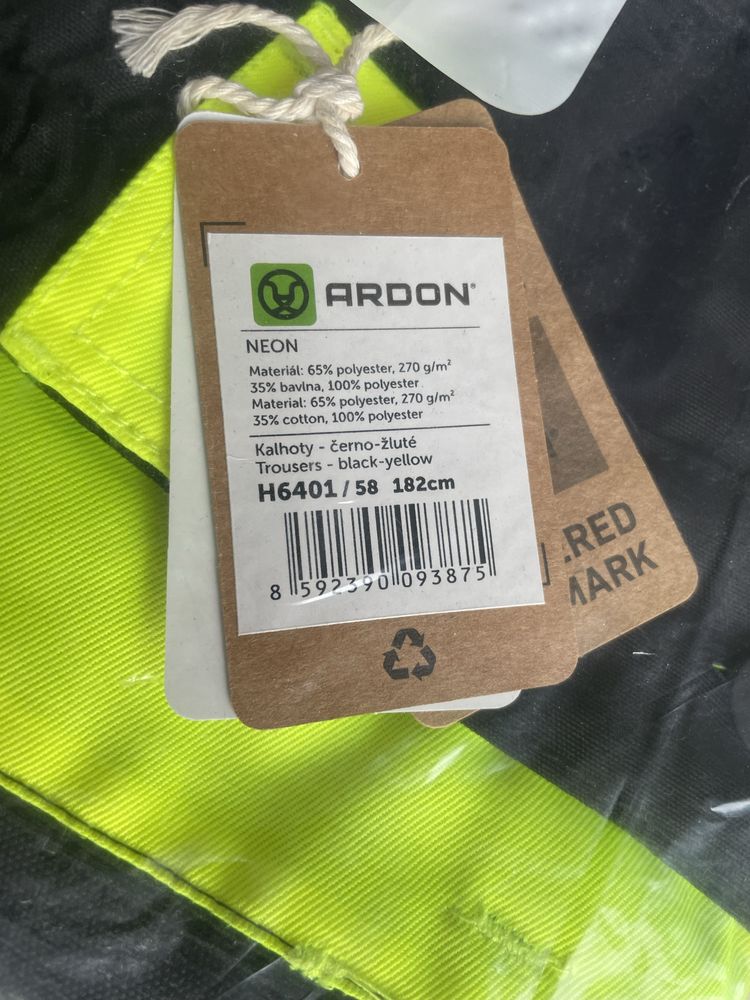 ARDON®
NEON
Materiál: 65% polyester, 270 g/m²
35% bavlna, 100% polyester
Material: 65% polyester, 270 g/m²
35% cotton, 100% polyester
Kalhoty - černo-žluté
Trousers - black-yellow
H6401 / 58 182cm
8 592390 093875
.RED